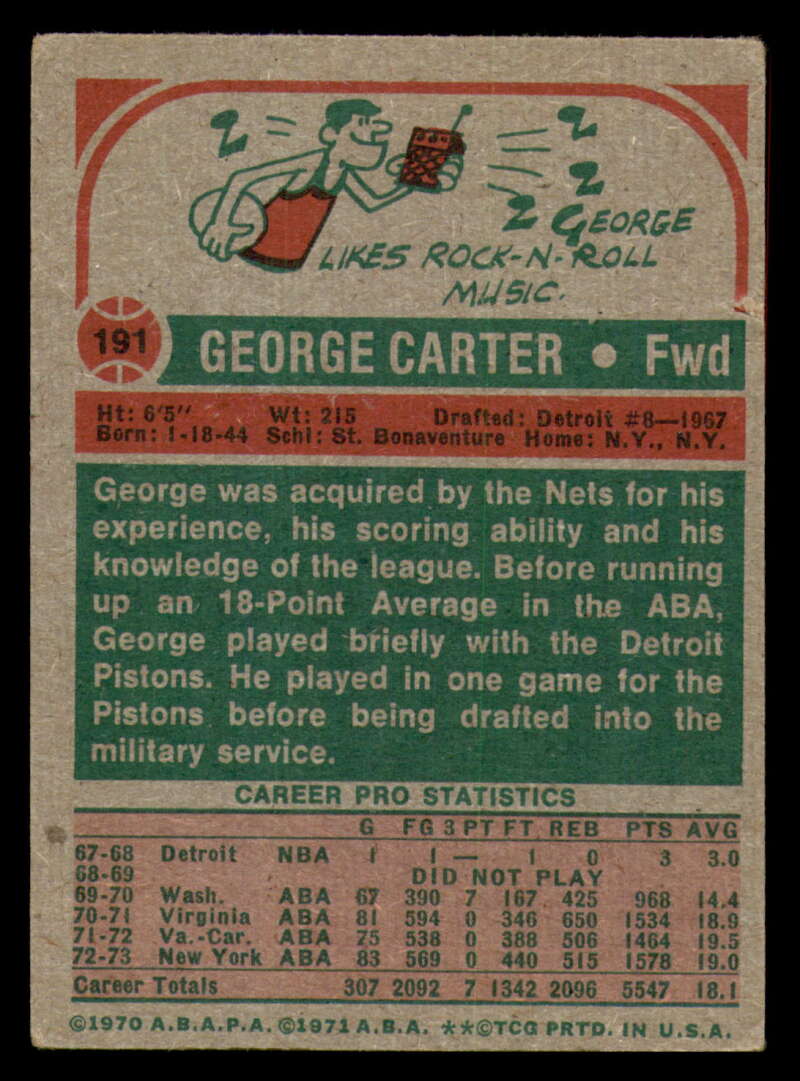 GEORGE
LIKES ROCK-N-ROLL
MUSIC.
191 GEORGE CARTER • Fwd
Ht: 6'5" Wt: 215 Drafted: Detroit #8—1967
Born: 1-18-44 Schl: St. Bonaventure Home: N.Y., N.Y.
George was acquired by the Nets for his
experience, his scoring ability and his
knowledge of the league. Before running
up an 18-Point Average in the ABA,
George played briefly with the Detroit
Pistons. He played in one game for the
Pistons before being drafted into the
military service.
CAREER PRO STATISTICS
G FG 3 PT FT REB PTS AVG
67-68 Detroit NBA 1 1 — 1 0 3 3.0
68-69 DID NOT PLAY
69-70 Wash. ABA 67 390 7 167 425 968 14.4
70-71 Virginia ABA 81 594 0 346 650 1534 18.9
71-72 Va.-Car. ABA 75 538 0 388 506 1464 19.5
72-73 New York ABA 83 569 0 440 515 1578 19.0
Career Totals 307 2092 7 1342 2096 5547 18.1
©1970 A.B.A.P.A. ©1971 A.B.A. **©TCG PRTD. IN U.S.A.